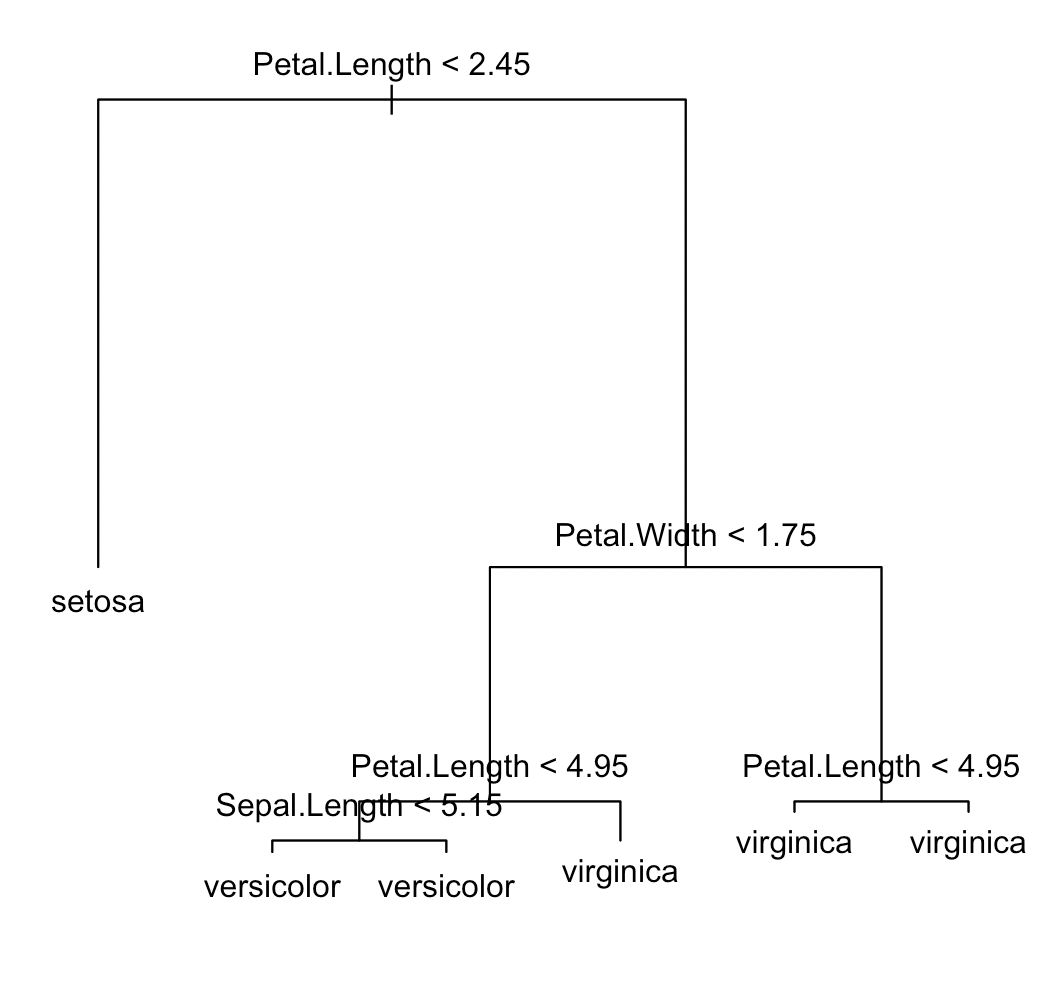 Petal.Length < 2.45
Petal.Width < 1.75
setosa
Petal.Length < 4.95
Petal.Length < 4.95
Sepal.Length < 5.15
virginica
virginica
virginica
versicolor
versicolor